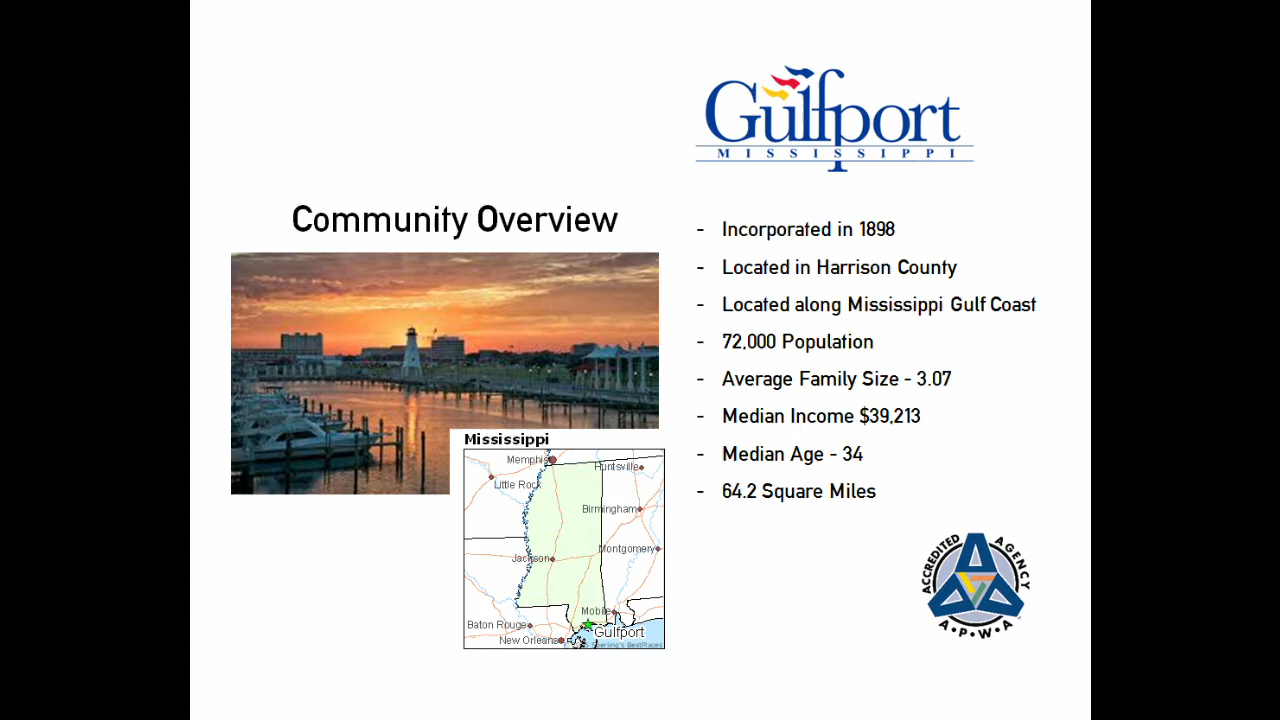 Gulfport
MISSISSIPPI
Community Overview
- Incorporated in 1898
- Located in Harrison County
- Located along Mississippi Gulf Coast
- 72,000 Population
- Average Family Size - 3.07
- Median Income $39,213
- Median Age - 34
- 64.2 Square Miles
Mississippi
Memphis
Huntsville
Little Rock
Birmingham
Montgomery
Jackson
Mobile
Baton Rouge
Gulfport
New Orleans
Sperling's BestPlaces
ACCREDITED AGENCY
A•P•W•A